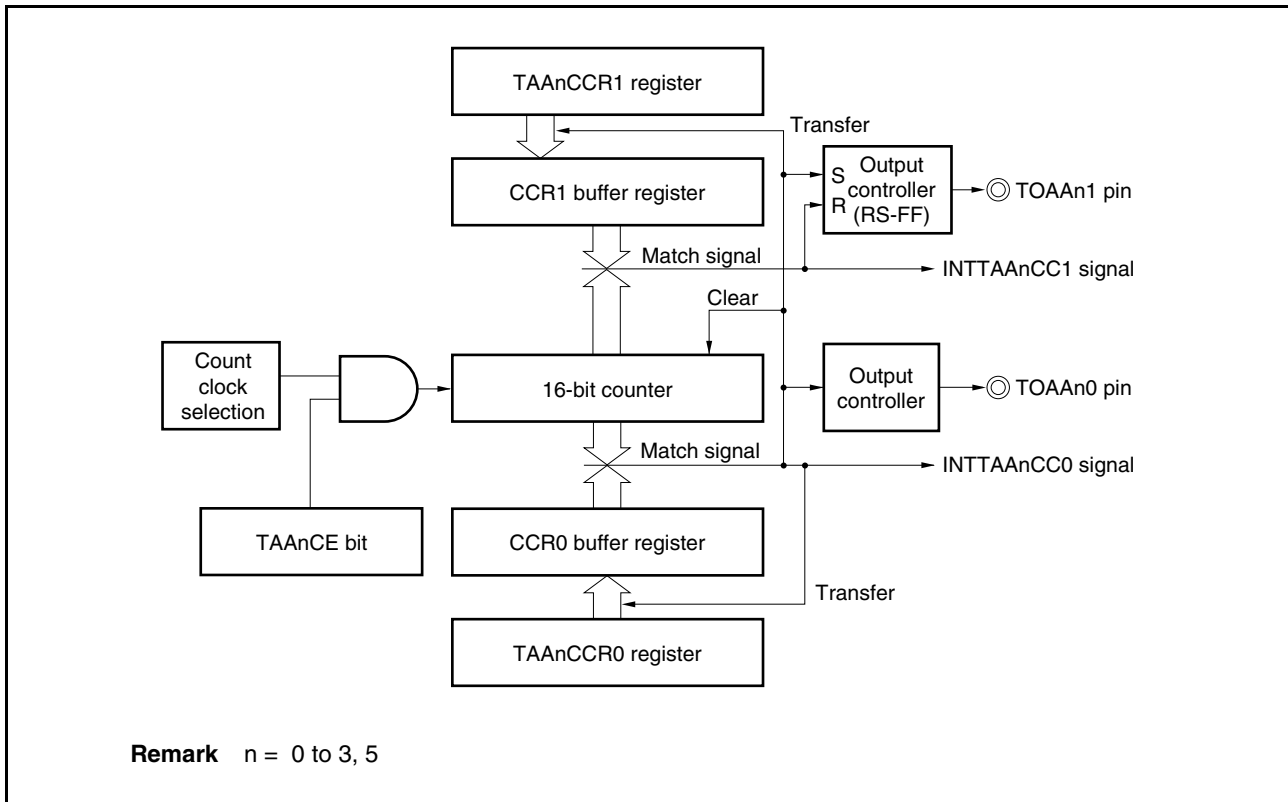 TAAnCCR1 register
Transfer
CCR1 buffer register
S
R
Output
controller
(RS-FF)
TOAAn1 pin
Match signal
INTTAAnCC1 signal
Clear
Count
clock
selection
16-bit counter
Output
controller
TOAAn0 pin
Match signal
INTTAAnCC0 signal
TAAnCE bit
CCR0 buffer register
Transfer
TAAnCCR0 register
Remark n = 0 to 3, 5